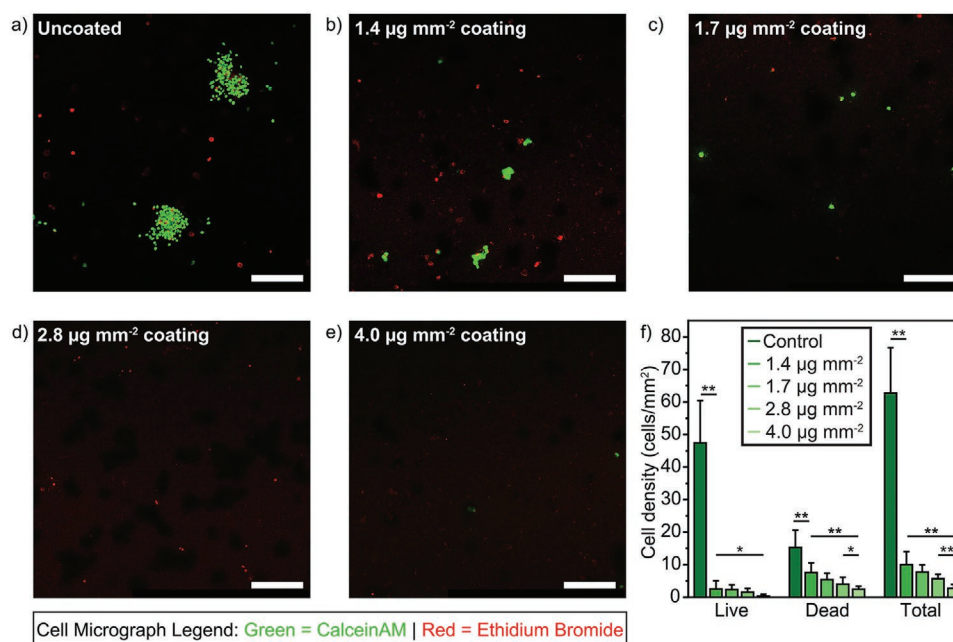 a) Uncoated
b) 1.4 µg mm-2 coating
c) 1.7 µg mm-2 coating
d) 2.8 µg mm-2 coating
e) 4.0 µg mm-2 coating
f)
Cell density (cells/mm2)
80
70
60
50
40
30
20
10
0
Control
1.4 µg mm-2
1.7 µg mm-2
2.8 µg mm-2
4.0 µg mm-2
**
*
**
**
*
**
**
**
Live
Dead
Total
Cell Micrograph Legend: Green = CalceinAM | Red = Ethidium Bromide